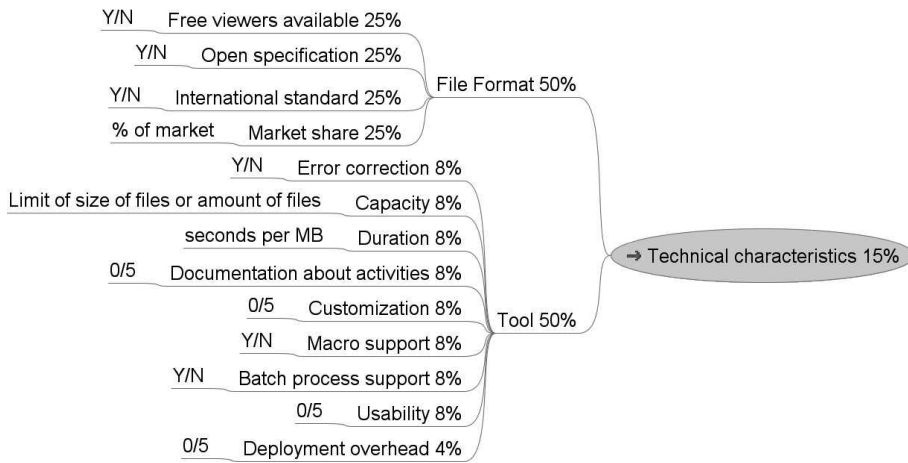 Y/N Free viewers available 25%
Y/N Open specification 25%
File Format 50%
Y/N International standard 25%
% of market Market share 25%
Y/N Error correction 8%
Limit of size of files or amount of files Capacity 8%
seconds per MB Duration 8%
→ Technical characteristics 15%
0/5 Documentation about activities 8%
0/5 Customization 8%
Tool 50%
Y/N Macro support 8%
Y/N Batch process support 8%
0/5 Usability 8%
0/5 Deployment overhead 4%